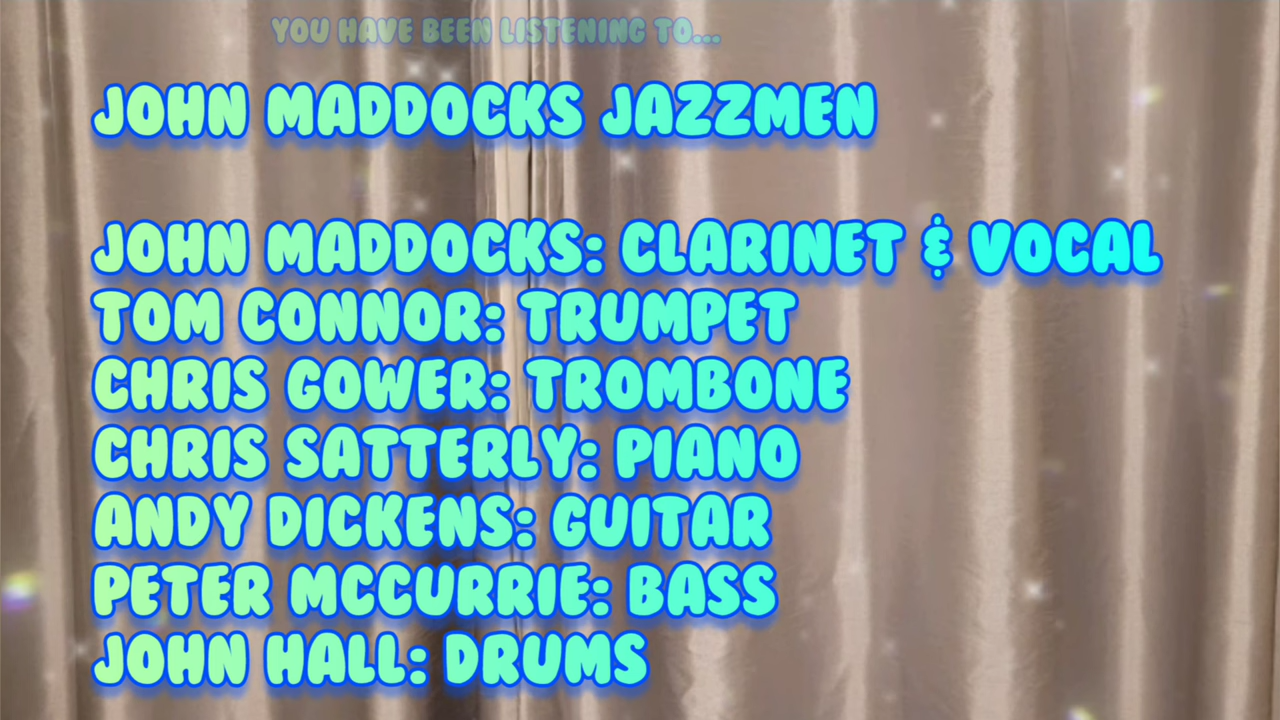 YOU HAVE BEEN LISTENING TO...
JOHN MADDOCKS JAZZMEN
JOHN MADDOCKS: CLARINET & VOCAL
TOM CONNOR: TRUMPET
CHRIS GOWER: TROMBONE
CHRIS SATTERLY: PIANO
ANDY DICKENS: GUITAR
PETER MCCURRIE: BASS
JOHN HALL: DRUMS